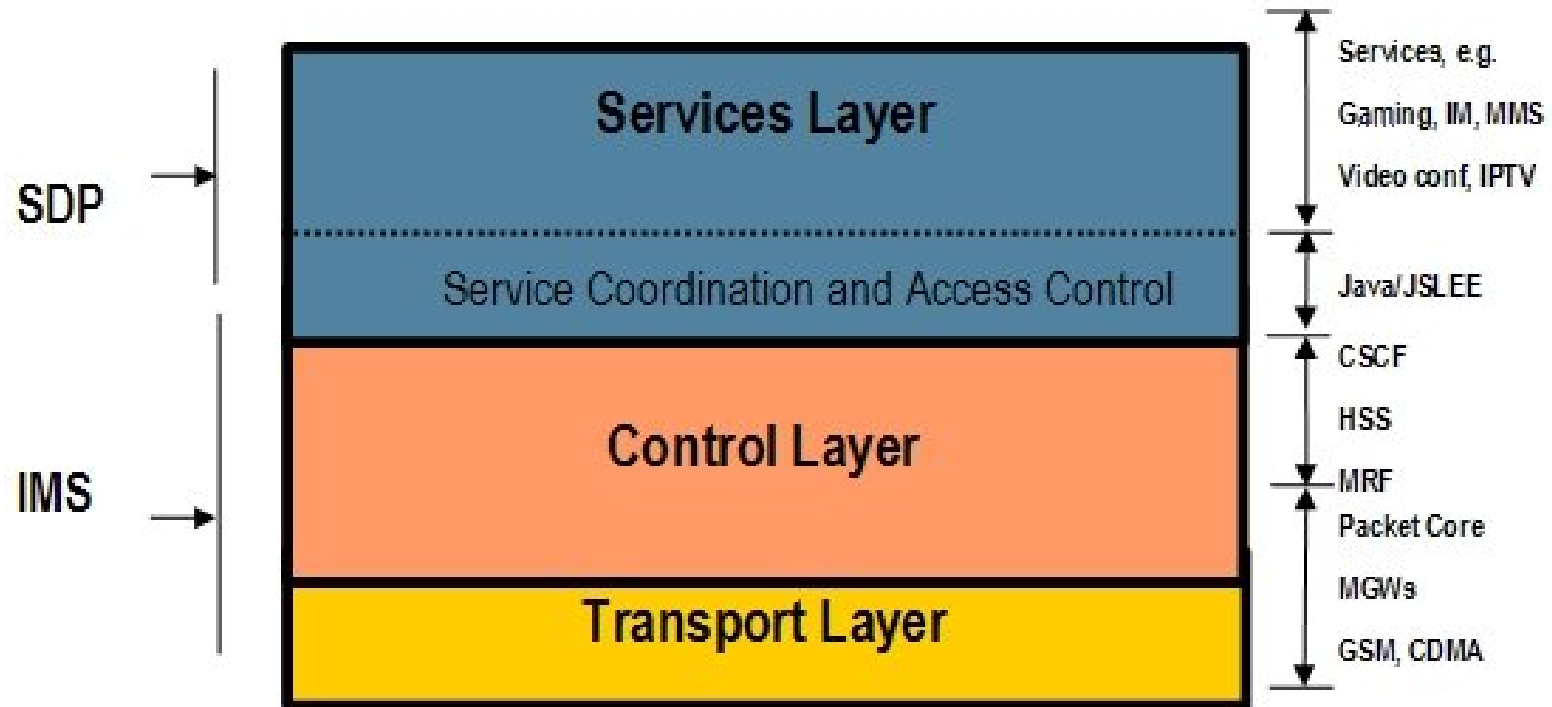 SDP
IMS
Services Layer
Service Coordination and Access Control
Control Layer
Transport Layer
Services, e.g.
Gaming, IM, MMS
Video conf, IPTV
Java/JSLEE
CSCF
HSS
MRF
Packet Core
MGWs
GSM, CDMA